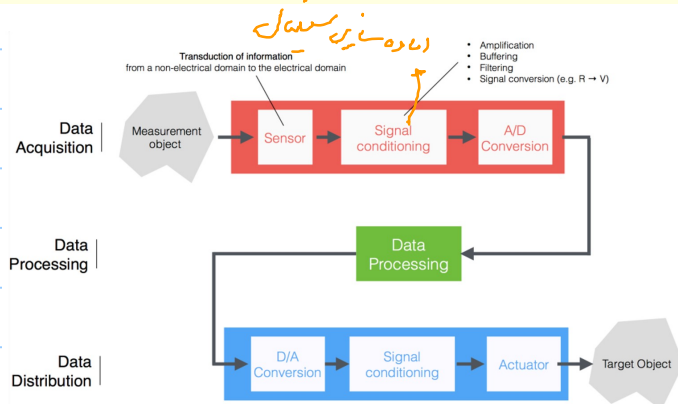 اماده سازی سیگنال
Transduction of information
from a non-electrical domain to the electrical domain
• Amplification
• Buffering
• Filtering
• Signal conversion (e.g. R → V)
Data
Acquisition
Measurement
object
Sensor
Signal
conditioning
A/D
Conversion
Data
Processing
Data
Processing
Data
Distribution
D/A
Conversion
Signal
conditioning
Actuator
Target Object